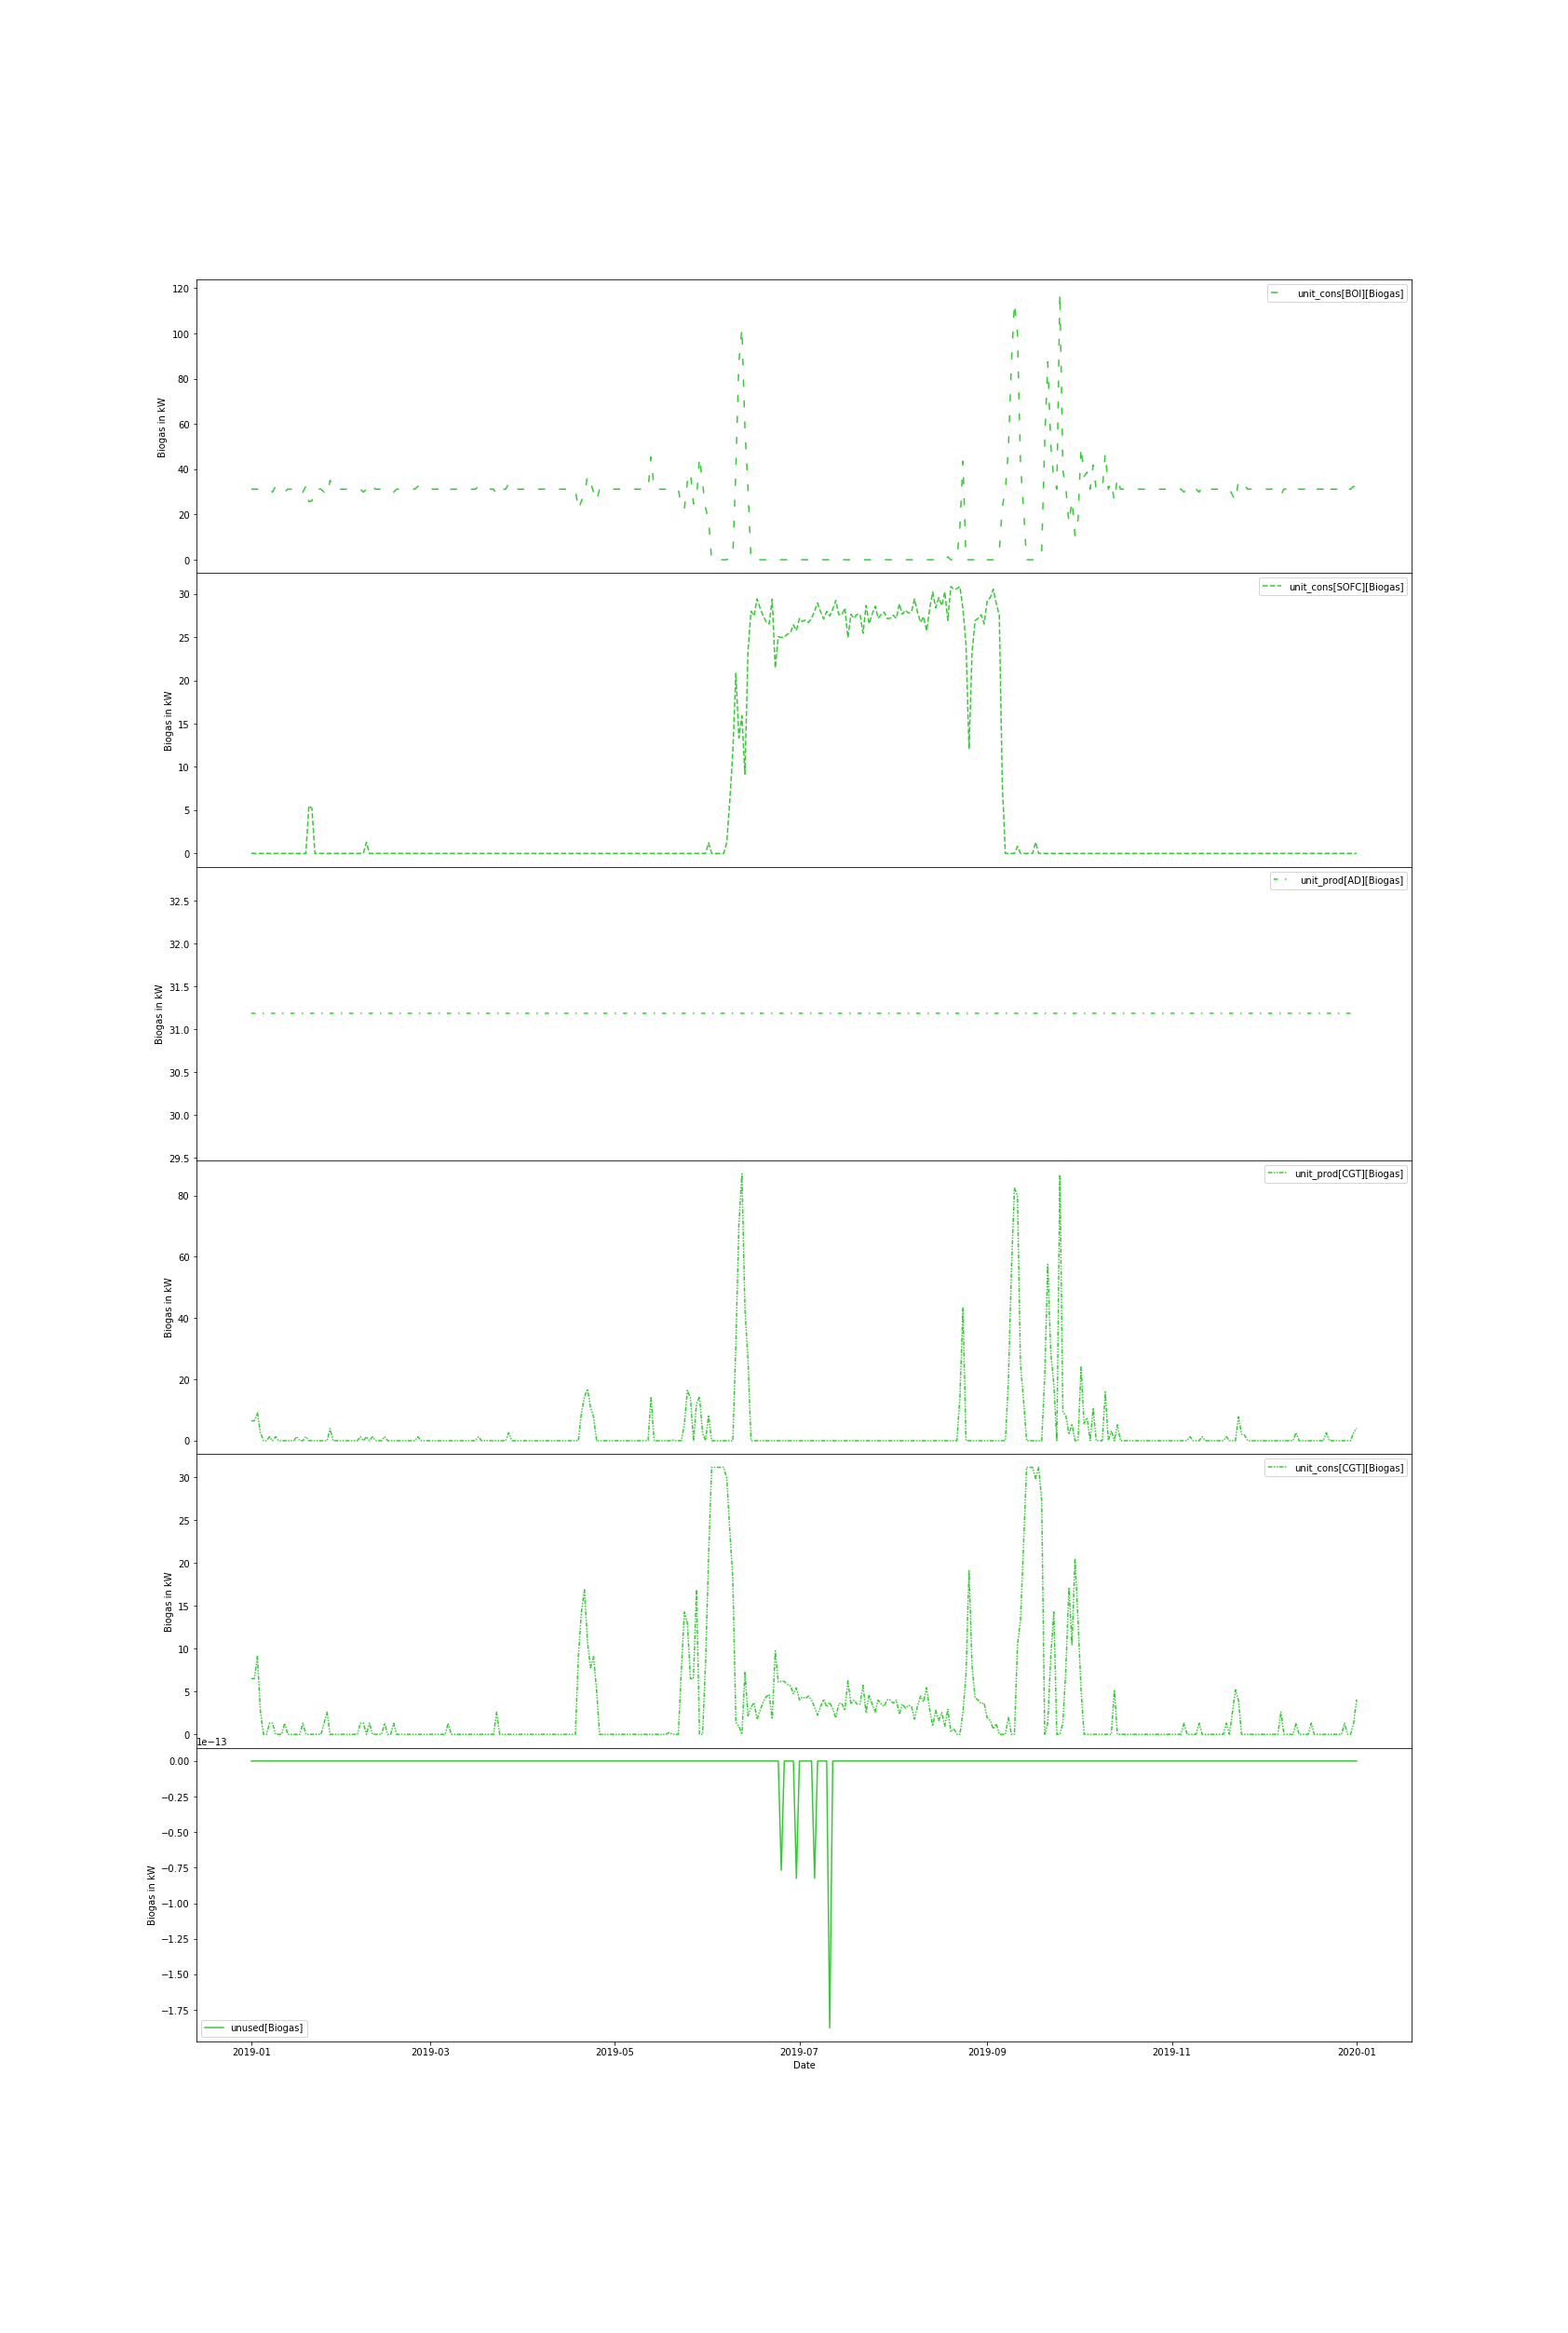 120
100
80
60
40
20
0
Biogas in kW
unit_cons[BOI][Biogas]
30
25
20
15
10
5
0
Biogas in kW
unit_cons[SOFC][Biogas]
32.5
32.0
31.5
31.0
30.5
30.0
29.5
Biogas in kW
unit_prod[AD][Biogas]
80
60
40
20
0
Biogas in kW
unit_prod[CGT][Biogas]
30
25
20
15
10
5
0
Biogas in kW
unit_cons[CGT][Biogas]
1e−13
0.00
−0.25
−0.50
−0.75
−1.00
−1.25
−1.50
−1.75
Biogas in kW
unused[Biogas]
2019-01 2019-03 2019-05 2019-07 2019-09 2019-11 2020-01
Date